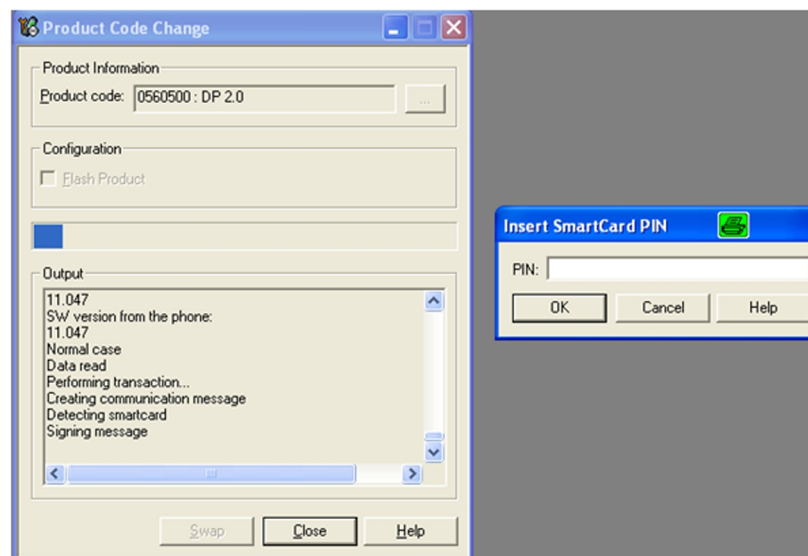 Product Code Change
Product Information
Product code: 0560500 : DP 2.0
...
Configuration
Flash Product
Output
11.047
SW version from the phone:
11.047
Normal case
Data read
Performing transaction...
Creating communication message
Detecting smartcard
Signing message
Swap Close Help
Insert SmartCard PIN
PIN:
OK Cancel Help